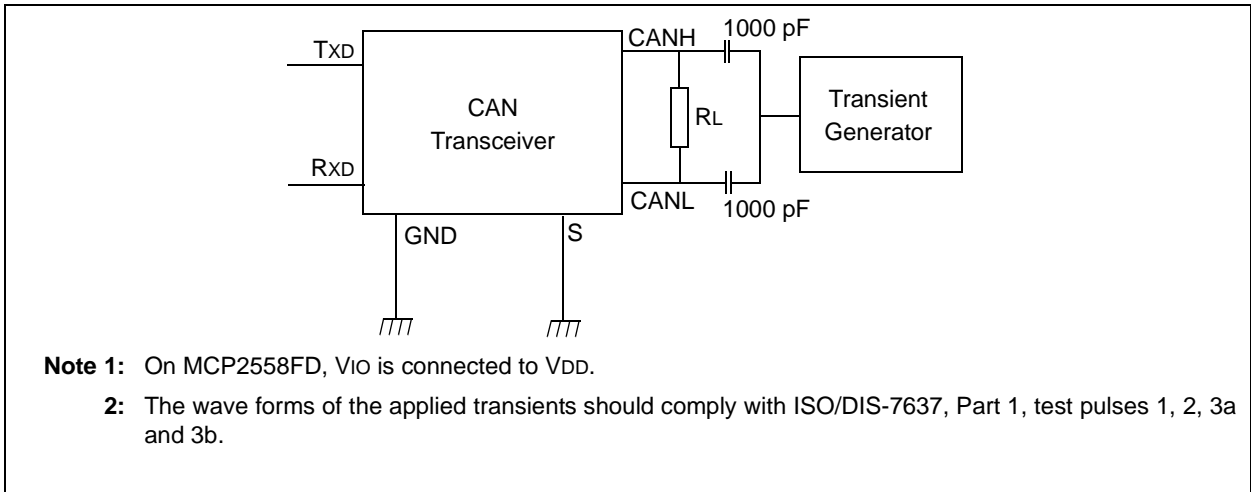 CANH
1000 pF
TXD
CAN
Transceiver
RL
Transient
Generator
RXD
CANL
1000 pF
GND
S
Note 1: On MCP2558FD, VIO is connected to VDD.
2: The wave forms of the applied transients should comply with ISO/DIS-7637, Part 1, test pulses 1, 2, 3a
and 3b.